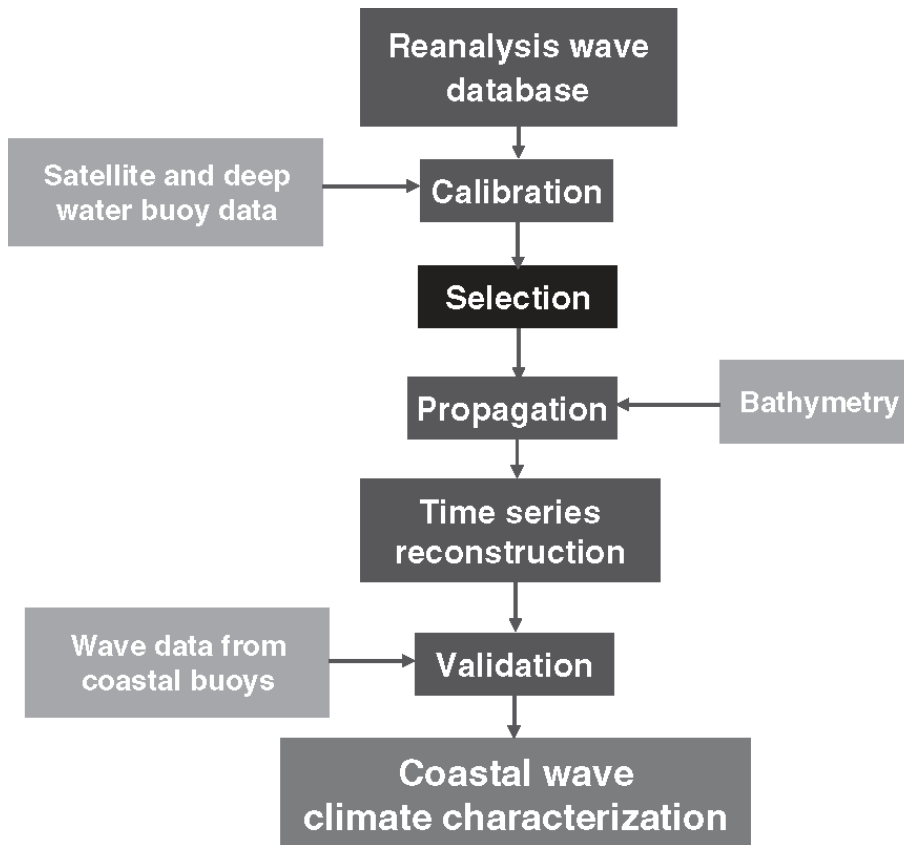 Reanalysis wave
database
Satellite and deep
water buoy data
Calibration
Selection
Propagation
Bathymetry
Time series
reconstruction
Wave data from
coastal buoys
Validation
Coastal wave
climate characterization